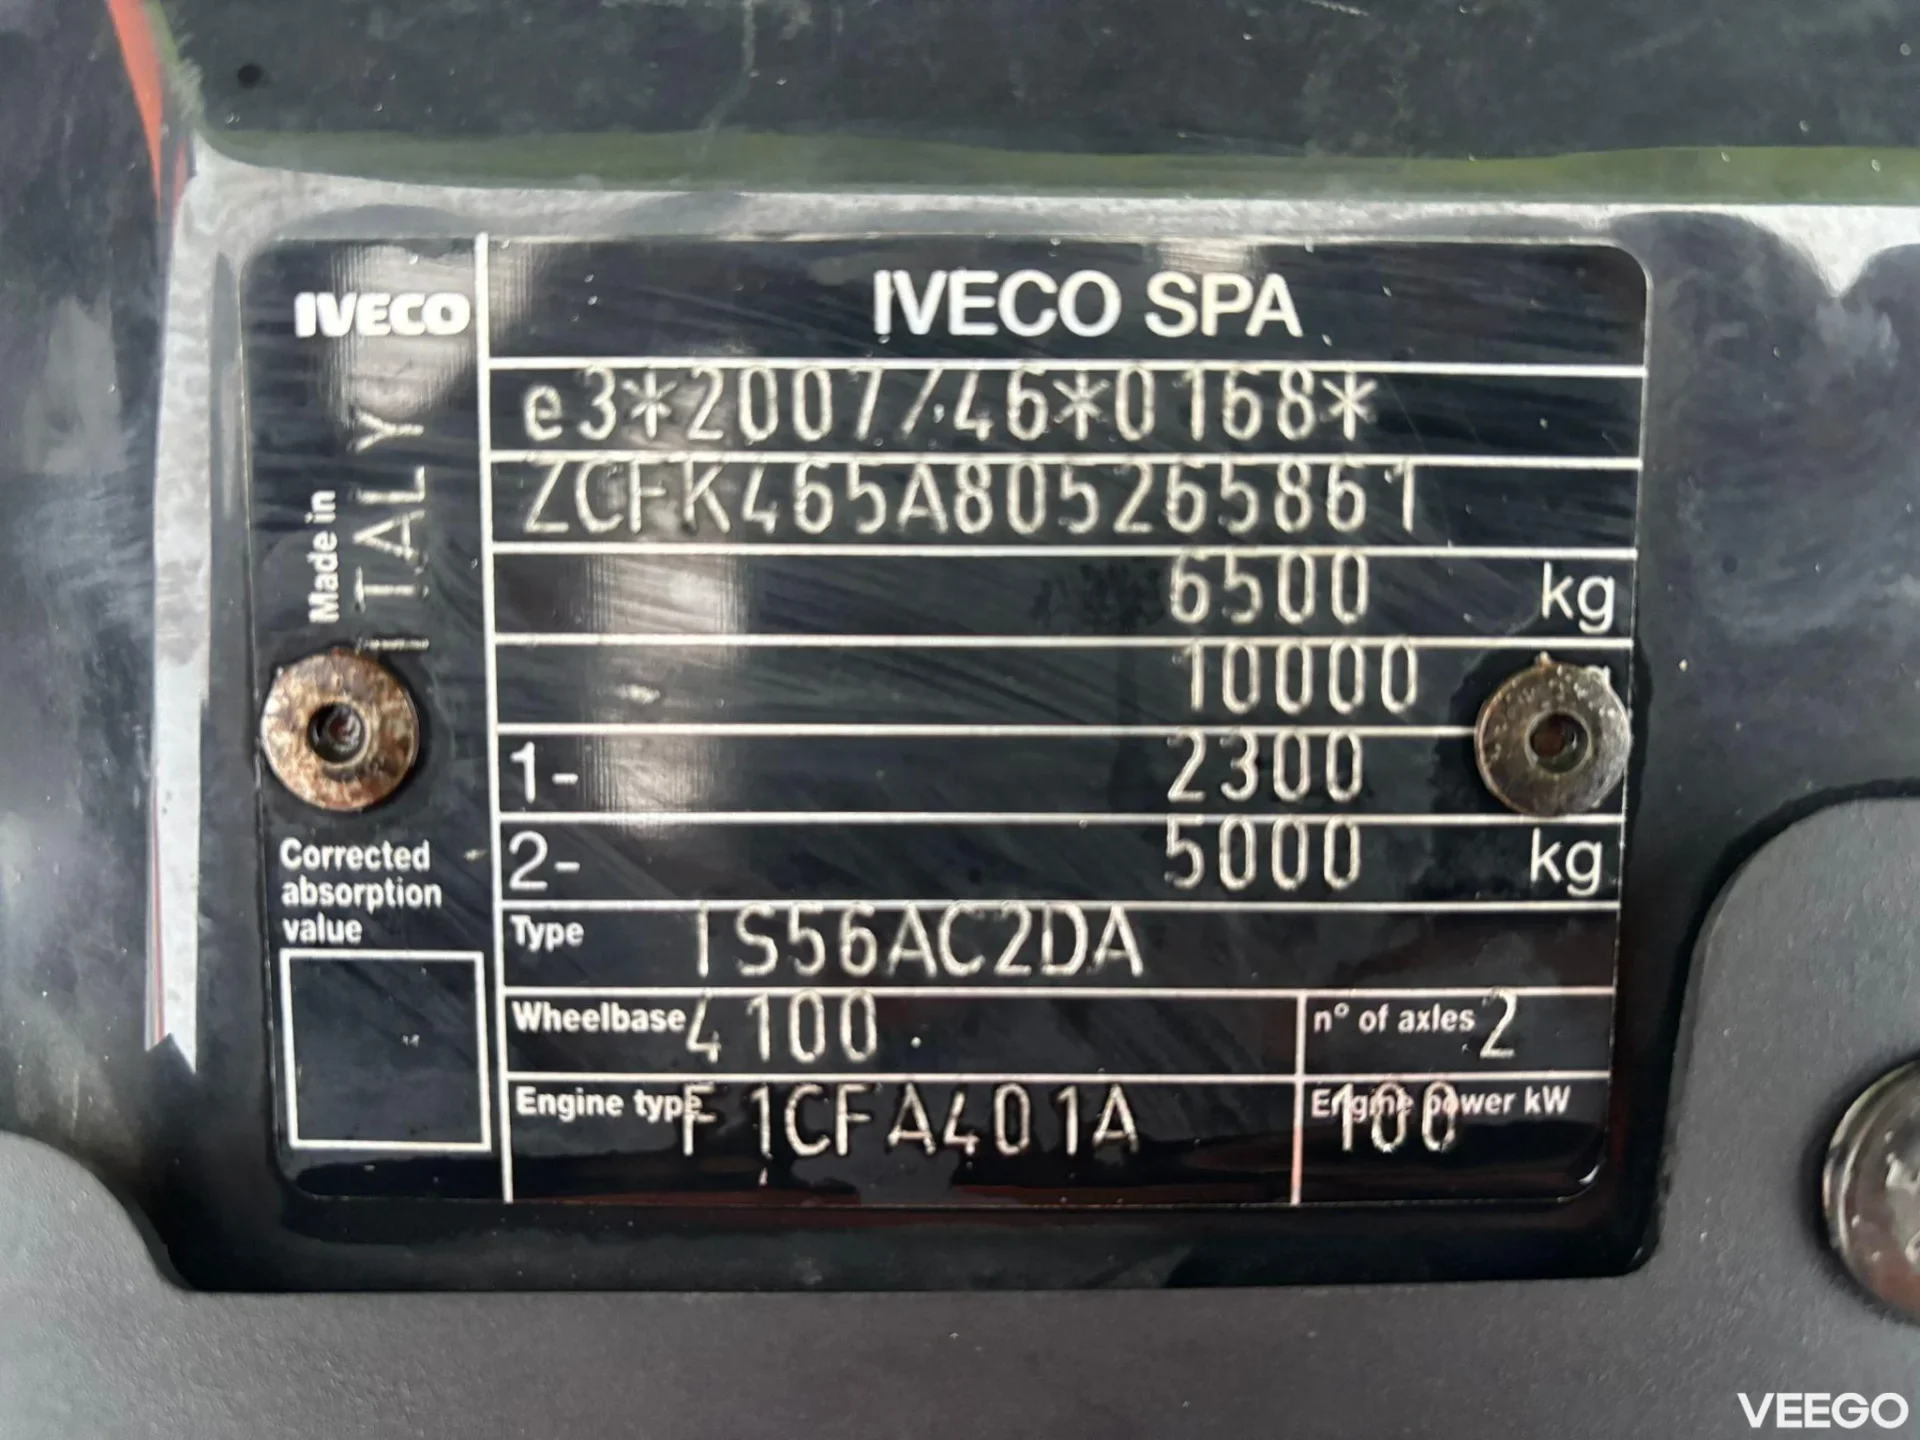 IVECO
IVECO SPA
Made in ITALY
e3*2007/46*0168*
ZCFK465A805265861
6500 kg
10000
1- 2300
2- 5000 kg
Corrected
absorption
value
Type IS56AC2DA
Wheelbase 4100
n° of axles 2
Engine type F1CFA401A
Engine power kW 100
VEEGO